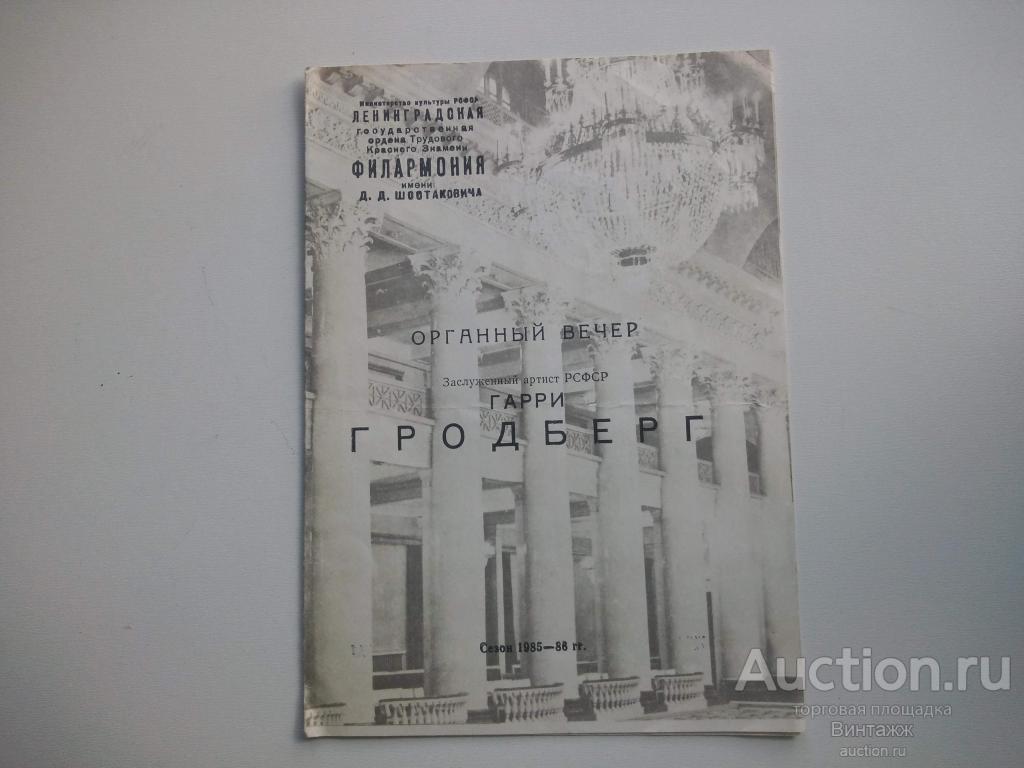 Министерство культуры РСФСР
ЛЕНИНГРАДСКАЯ
государственная
ордена Трудового
Красного Знамени
ФИЛАРМОНИЯ
имени
Д. Д. ШОСТАКОВИЧА
ОРГАННЫЙ ВЕЧЕР
Заслуженный артист РСФСР
ГАРРИ
ГРОДБЕРГ
Сезон 1985—86 гг.
Auction.ru
торговая площадка
Винтажж
auction.ru